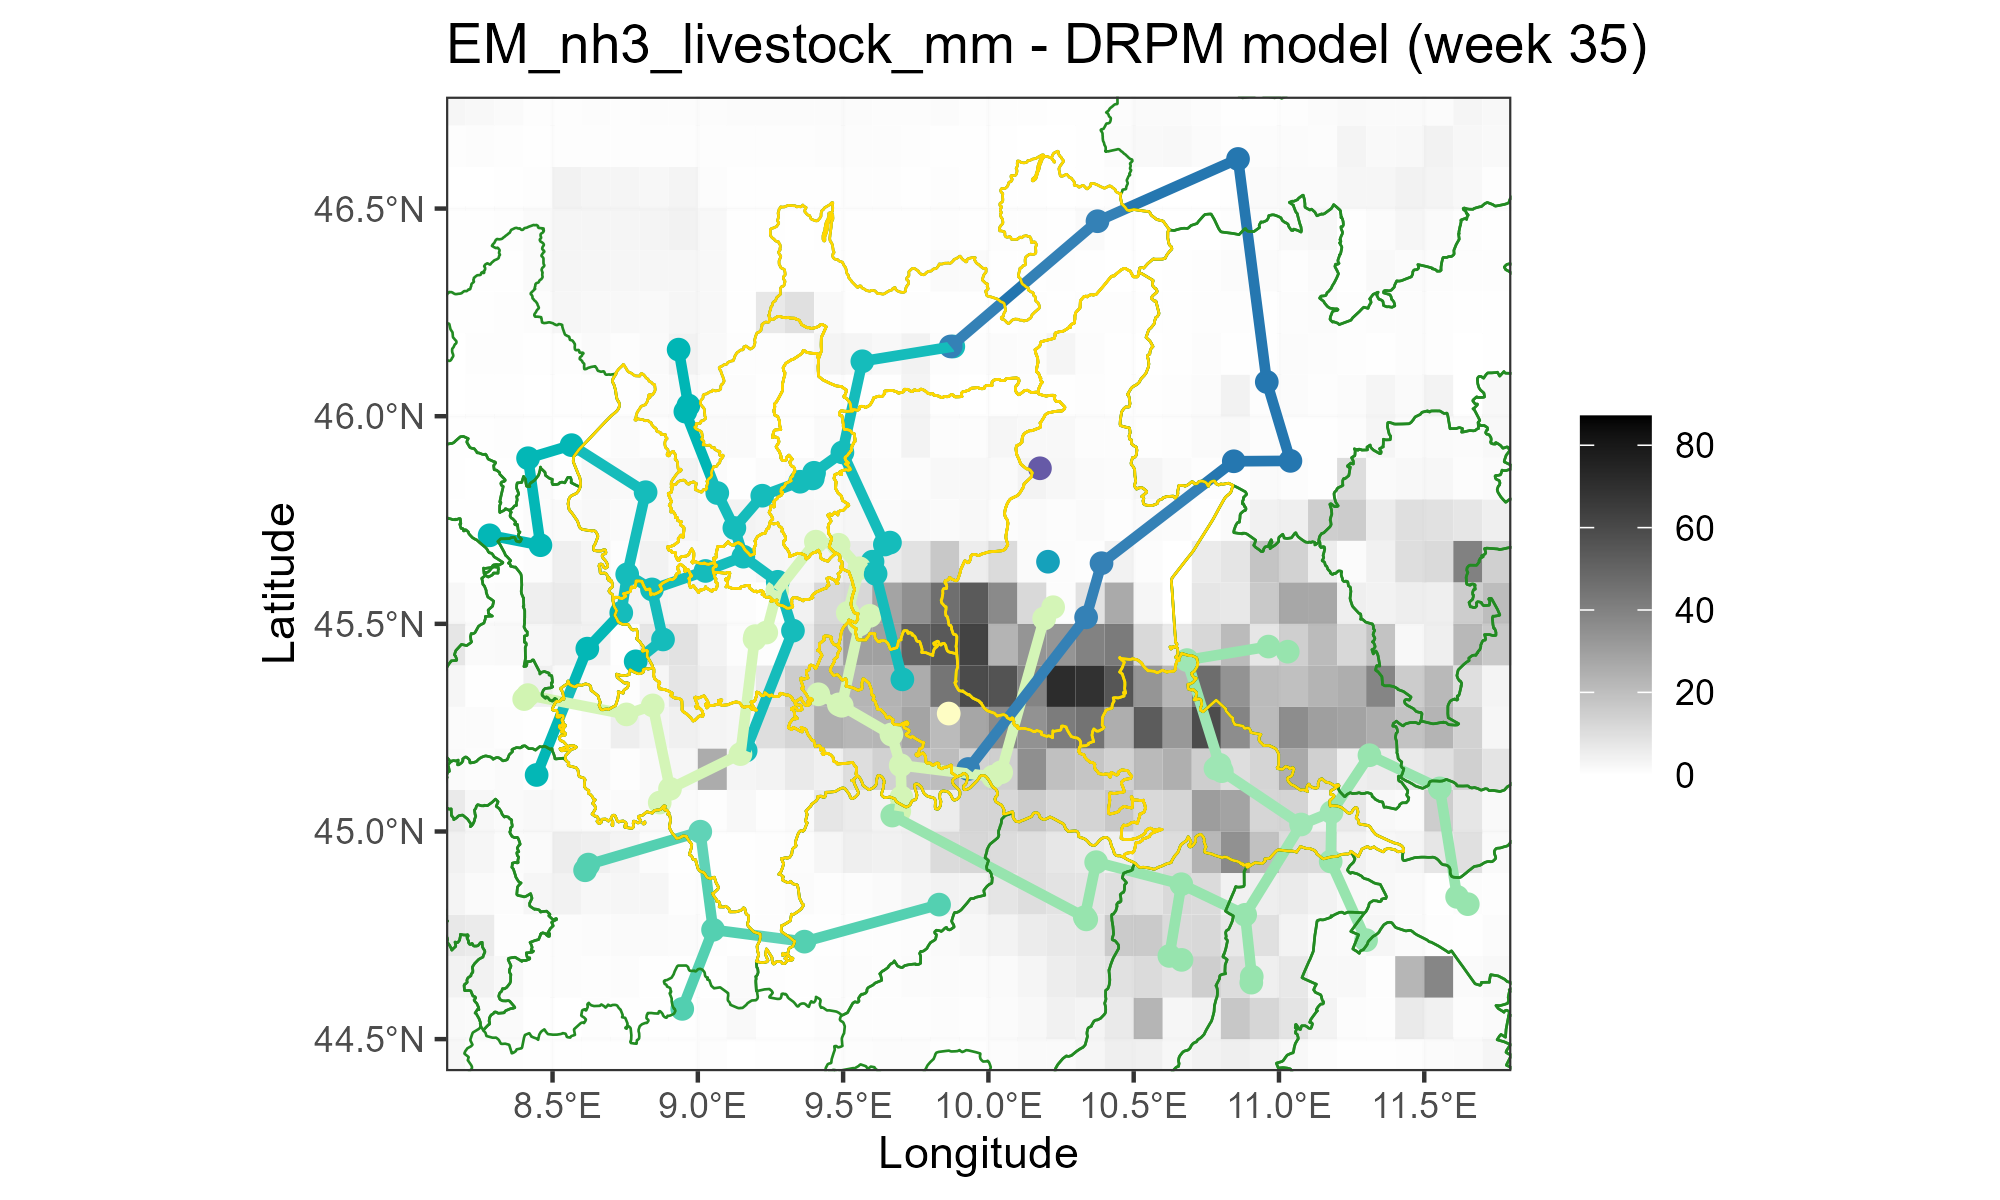 EM_nh3_livestock_mm - DRPM model (week 35)
46.5°N
46.0°N
45.5°N
45.0°N
44.5°N
Latitude
8.5°E 9.0°E 9.5°E 10.0°E 10.5°E 11.0°E 11.5°E
Longitude
80
60
40
20
0